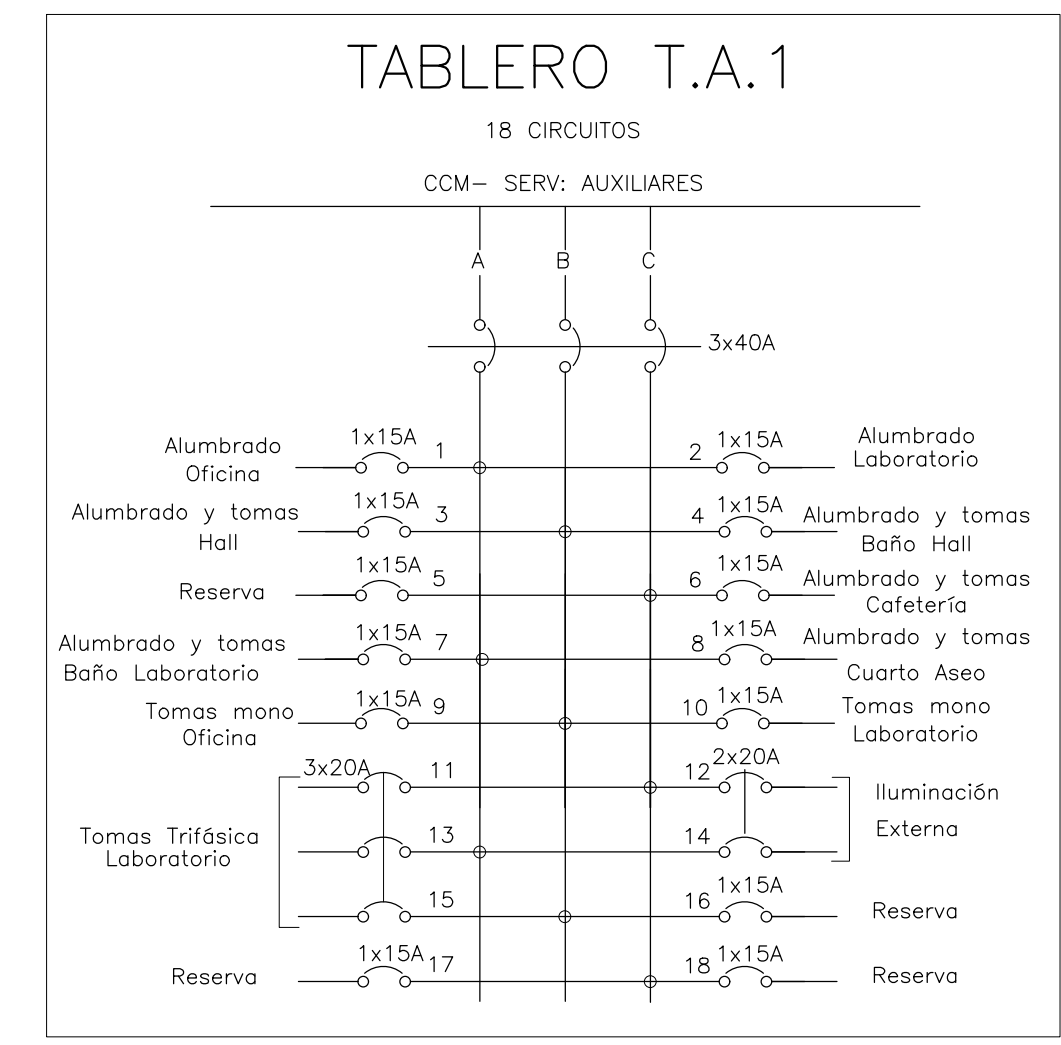 TABLERO T.A.1
18 CIRCUITOS
CCM- SERV: AUXILIARES
A B C
3x40A
Alumbrado
Oficina
1x15A
1
2
1x15A
Alumbrado
Laboratorio
Alumbrado y tomas
Hall
1x15A
3
4
1x15A
Alumbrado y tomas
Baño Hall
Reserva
1x15A
5
6
1x15A
Alumbrado y tomas
Cafetería
Alumbrado y tomas
Baño Laboratorio
1x15A
7
8
1x15A
Alumbrado y tomas
Cuarto Aseo
Tomas mono
Oficina
1x15A
9
10
1x15A
Tomas mono
Laboratorio
3x20A
11
12
2x20A
Iluminación
Externa
Tomas Trifásica
Laboratorio
13
14
15
16
1x15A
Reserva
Reserva
1x15A
17
18
1x15A
Reserva